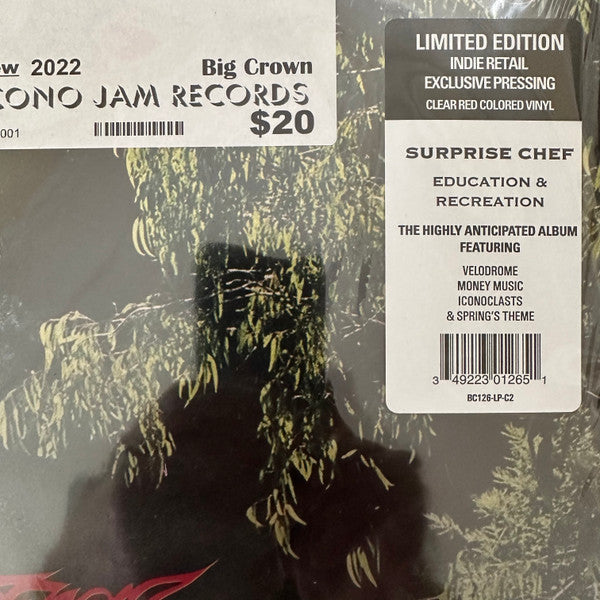 2022 Big Crown
CONO JAM RECORDS
001 $20
LIMITED EDITION
INDIE RETAIL
EXCLUSIVE PRESSING
CLEAR RED COLORED VINYL
SURPRISE CHEF
EDUCATION &
RECREATION
THE HIGHLY ANTICIPATED ALBUM
FEATURING
VELODROME
MONEY MUSIC
ICONOCLASTS
& SPRING'S THEME
3 49223 01265 1
BC126-LP-C2